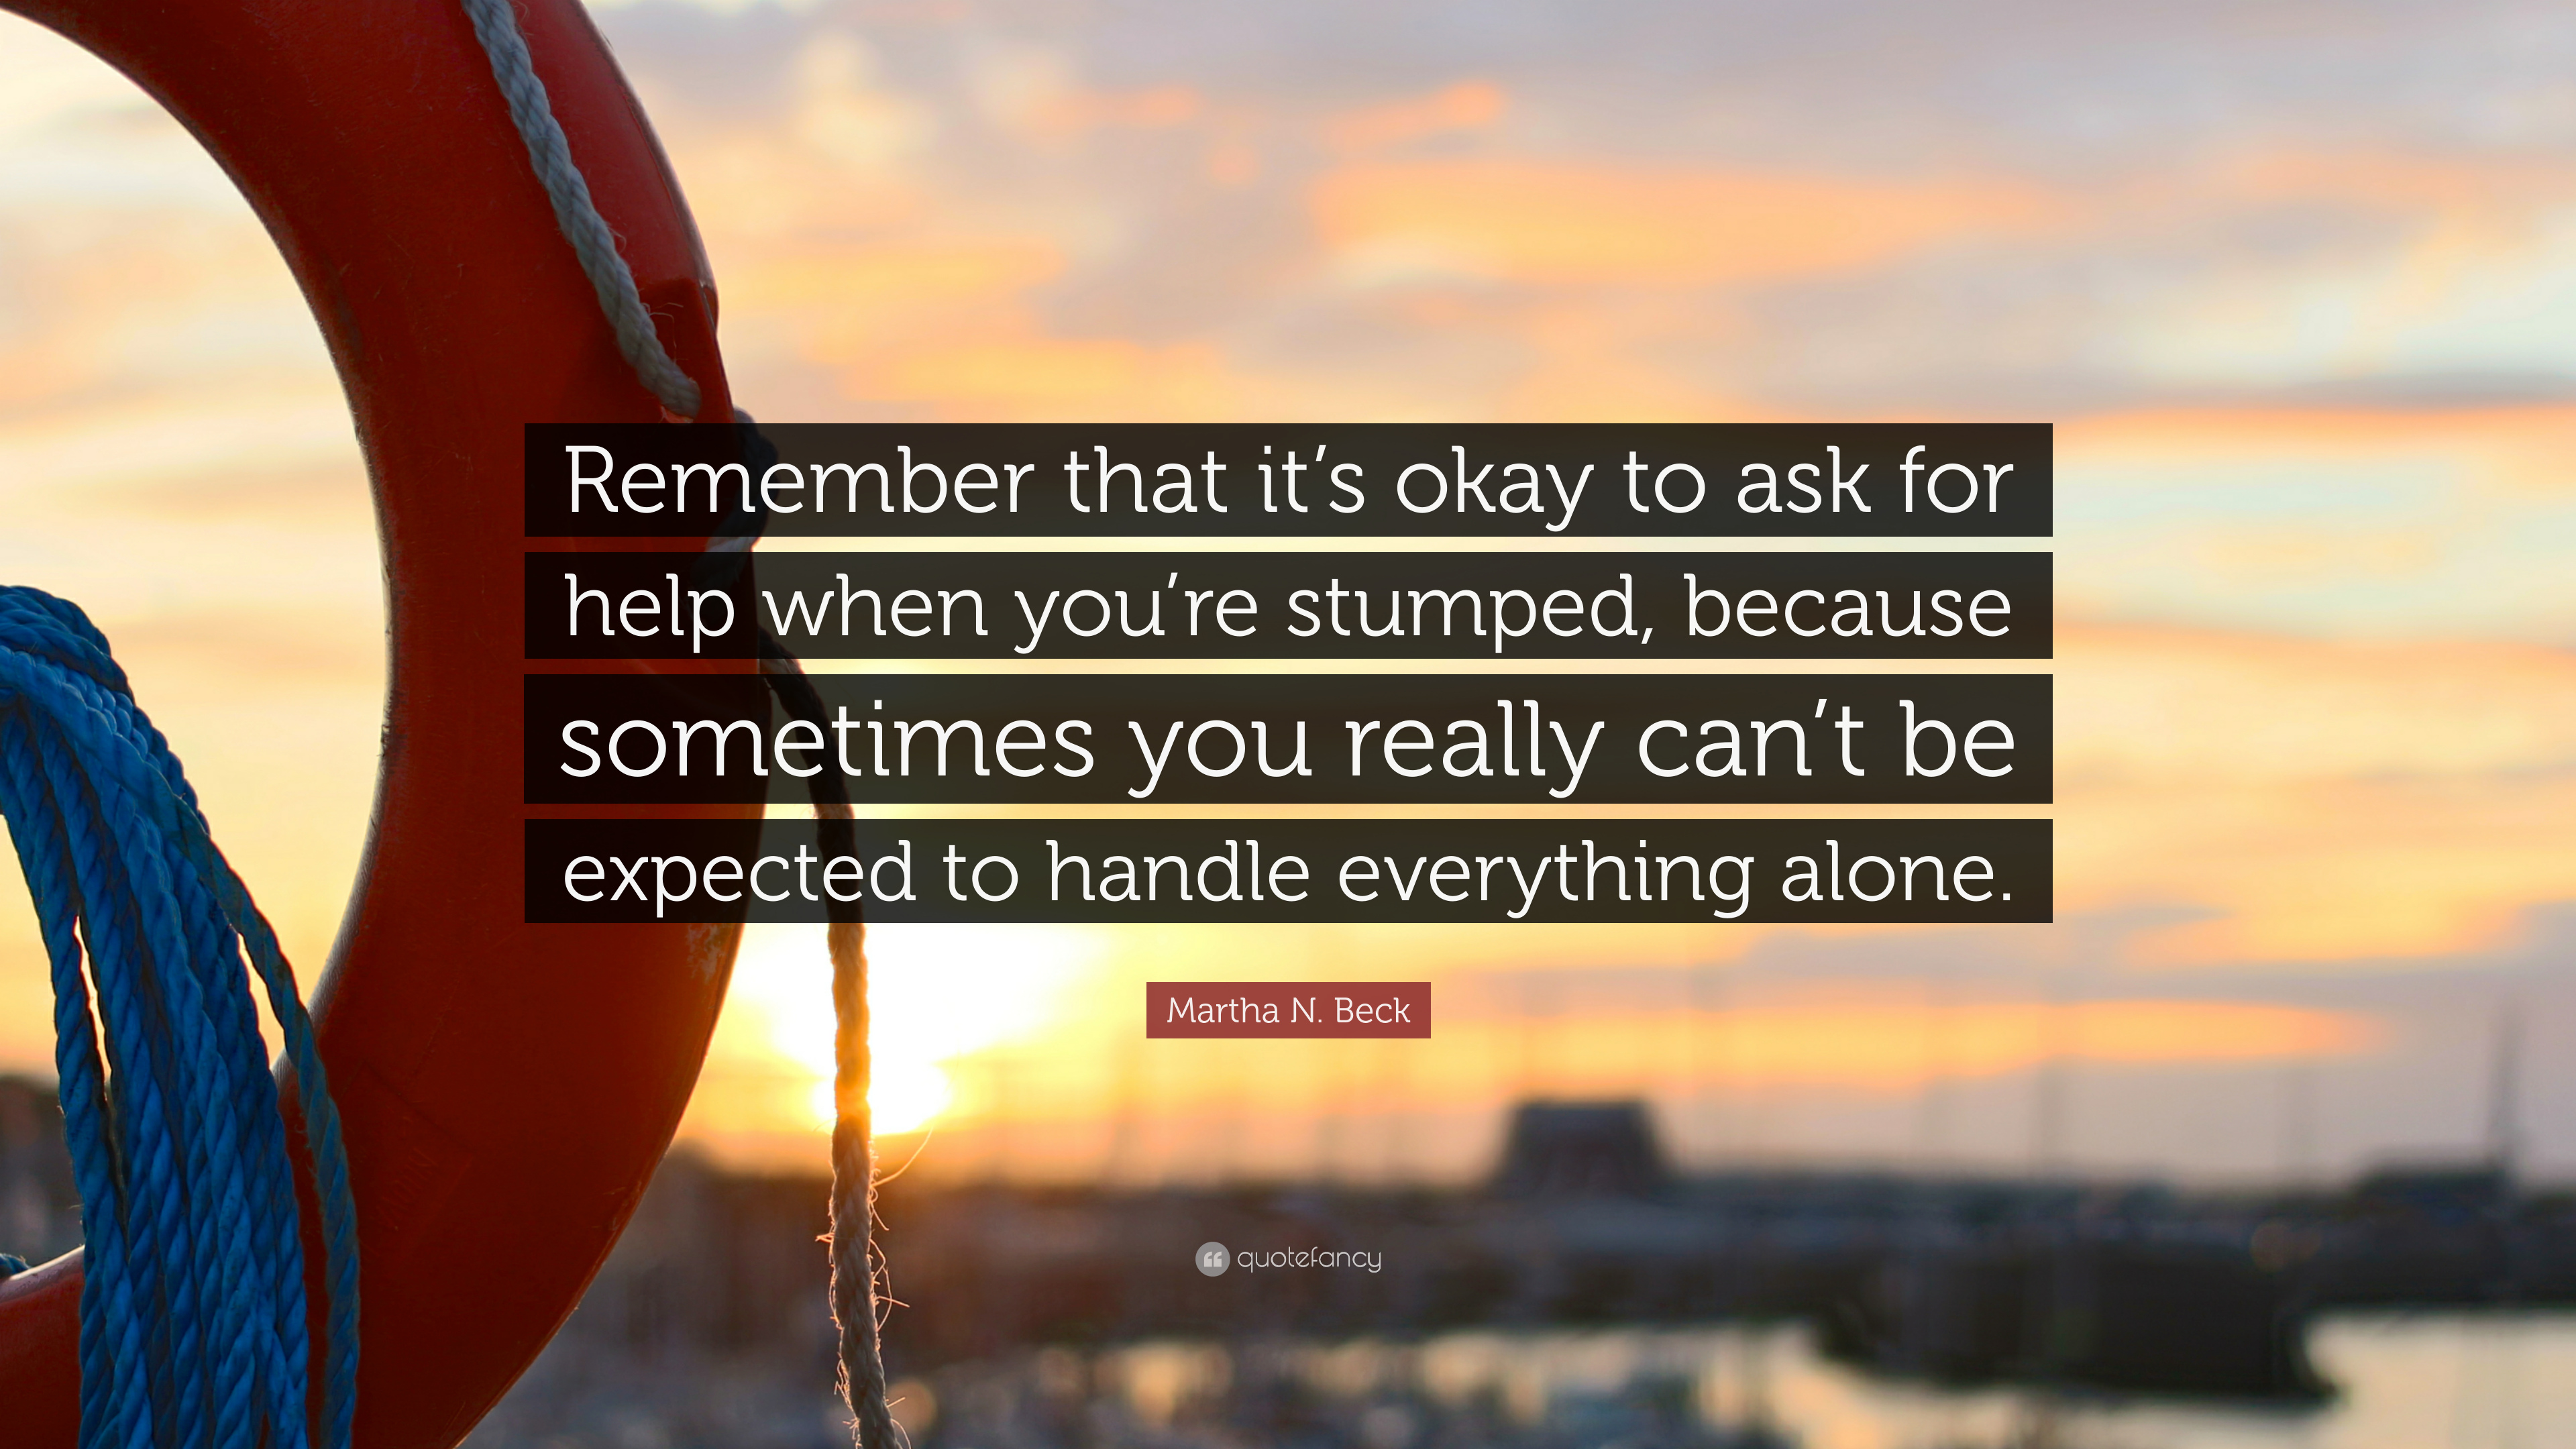 Remember that it’s okay to ask for
help when you’re stumped, because
sometimes you really can’t be
expected to handle everything alone.
Martha N. Beck
quotefancy